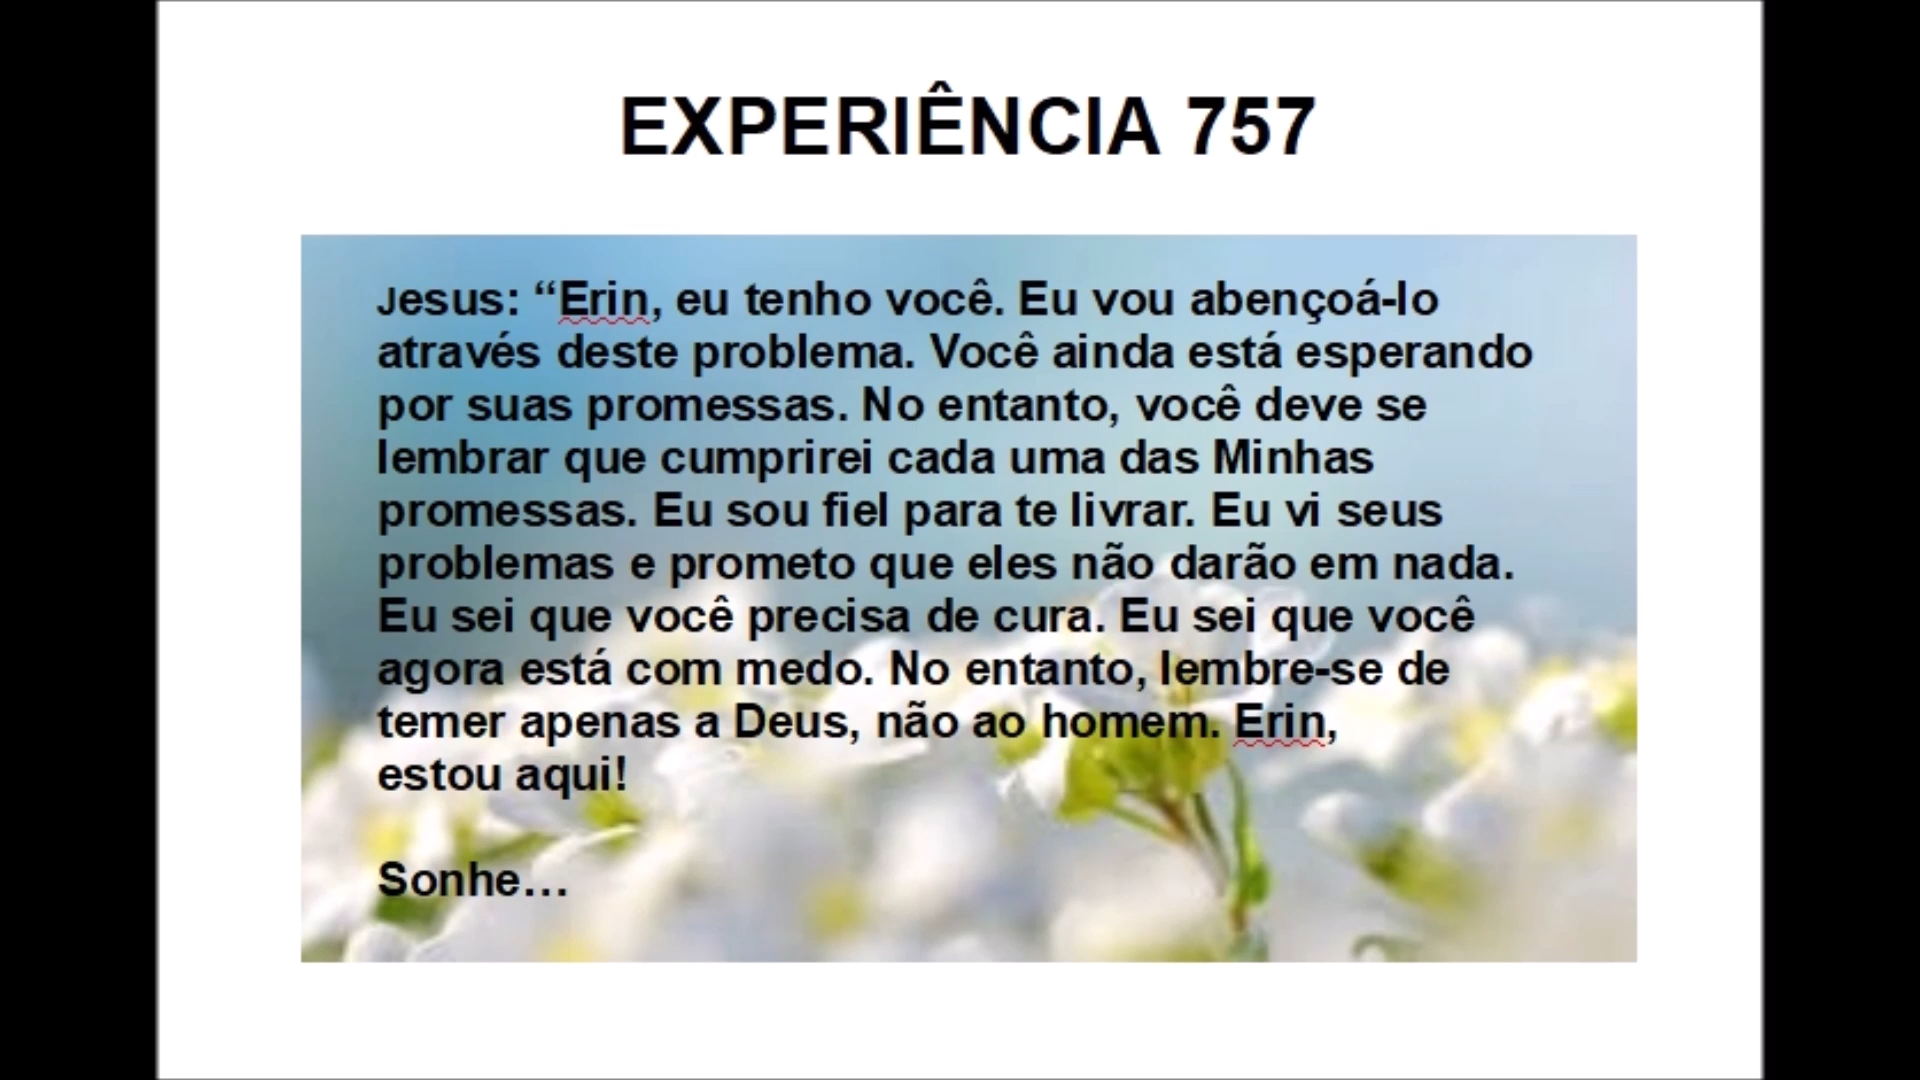 EXPERIÊNCIA 757
Jesus: “Erin, eu tenho você. Eu vou abençoá-lo
através deste problema. Você ainda está esperando
por suas promessas. No entanto, você deve se
lembrar que cumprirei cada uma das Minhas
promessas. Eu sou fiel para te livrar. Eu vi seus
problemas e prometo que eles não darão em nada.
Eu sei que você precisa de cura. Eu sei que você
agora está com medo. No entanto, lembre-se de
temer apenas a Deus, não ao homem. Erin,
estou aqui!
Sonhe…